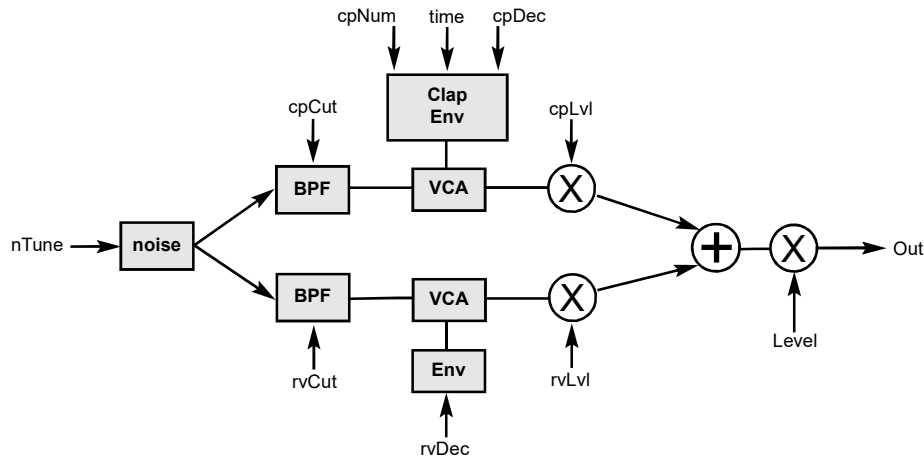 cpNum time cpDec
Clap
Env
cpCut
cpLvl
BPF
VCA
X
nTune
noise
+
X
Out
BPF
VCA
X
Level
rvCut
Env
rvLvl
rvDec